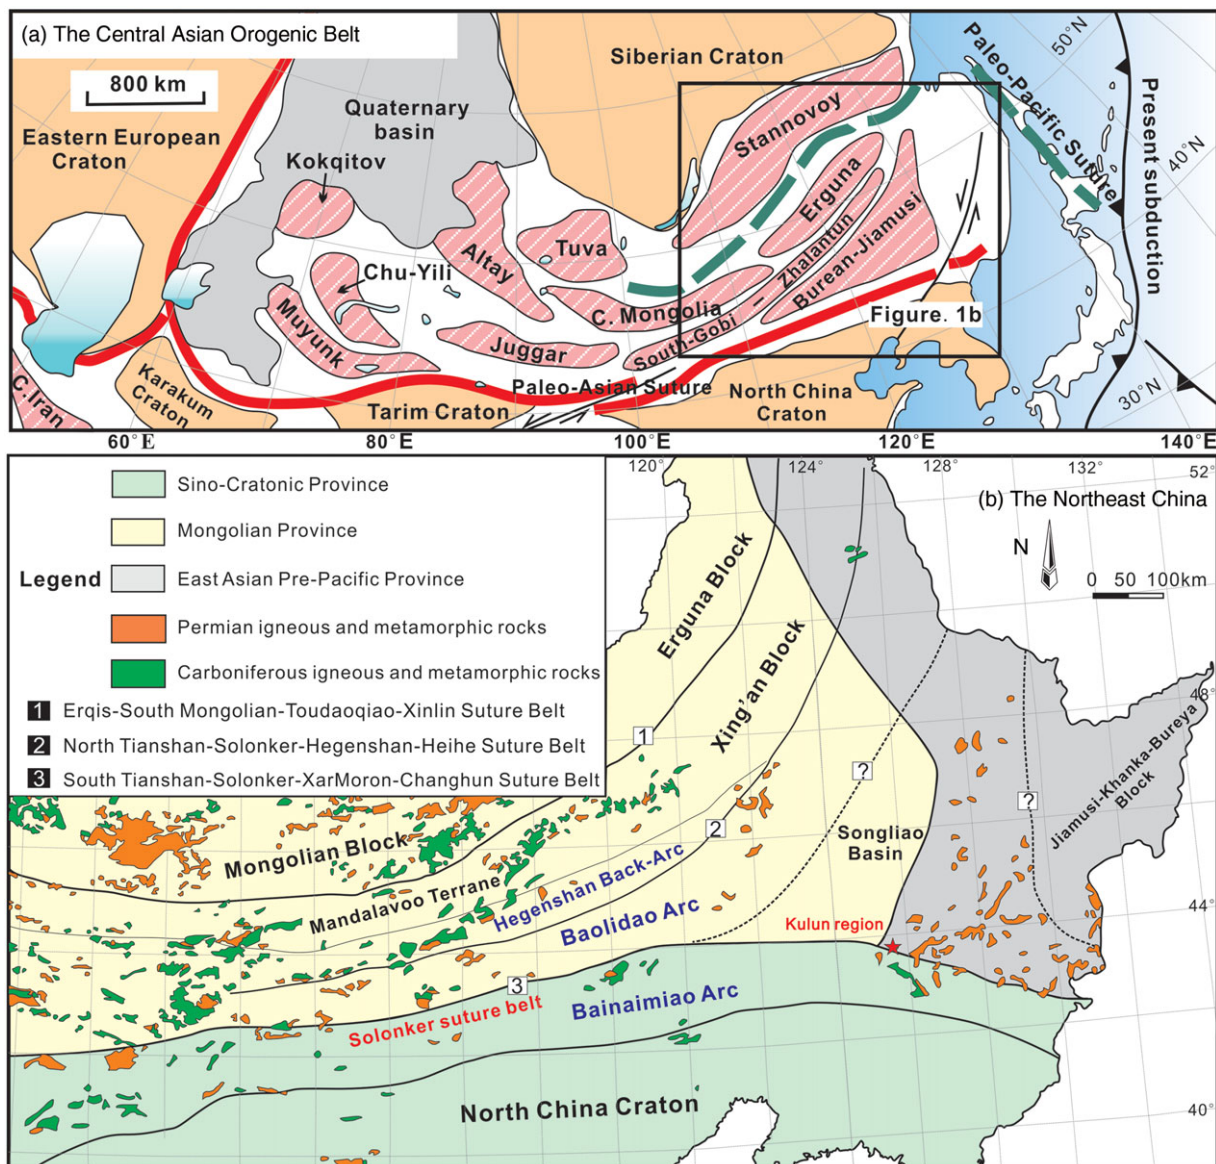 (a) The Central Asian Orogenic Belt
800 km
Siberian Craton
50°N
Paleo-Pacific Suture
Present subduction
40°N
30°N
Eastern European
Craton
Quaternary
basin
Kokqitov
Stannovoy
Erguna
Zhalantun
Burean-Jiamusi
Tuva
Altay
Chu-Yili
Muyunk
C. Mongolia
South-Gobi
Juggar
Figure. 1b
Paleo-Asian Suture
C.Iran
Karakum
Craton
Tarim Craton
North China
Craton
60°E
80°E
100°E
120°E
140°E
120°
124°
128°
132°
52°
(b) The Northeast China
N
0 50 100km
Legend
Sino-Cratonic Province
Mongolian Province
East Asian Pre-Pacific Province
Permian igneous and metamorphic rocks
Carboniferous igneous and metamorphic rocks
1 Erqis-South Mongolian-Toudaoqiao-Xinlin Suture Belt
2 North Tianshan-Solonker-Hegenshan-Heihe Suture Belt
3 South Tianshan-Solonker-XarMoron-Changhun Suture Belt
Erguna Block
Xing'an Block
48°
1
?
?
Jiamusi-Khanka-Bureya
Block
2
Songliao
Basin
Mongolian Block
Mandalavoo Terrane
Hegenshan Back-Arc
Baolidao Arc
Kulun region
44°
3
Solonker suture belt
Bainaimiao Arc
North China Craton
40°